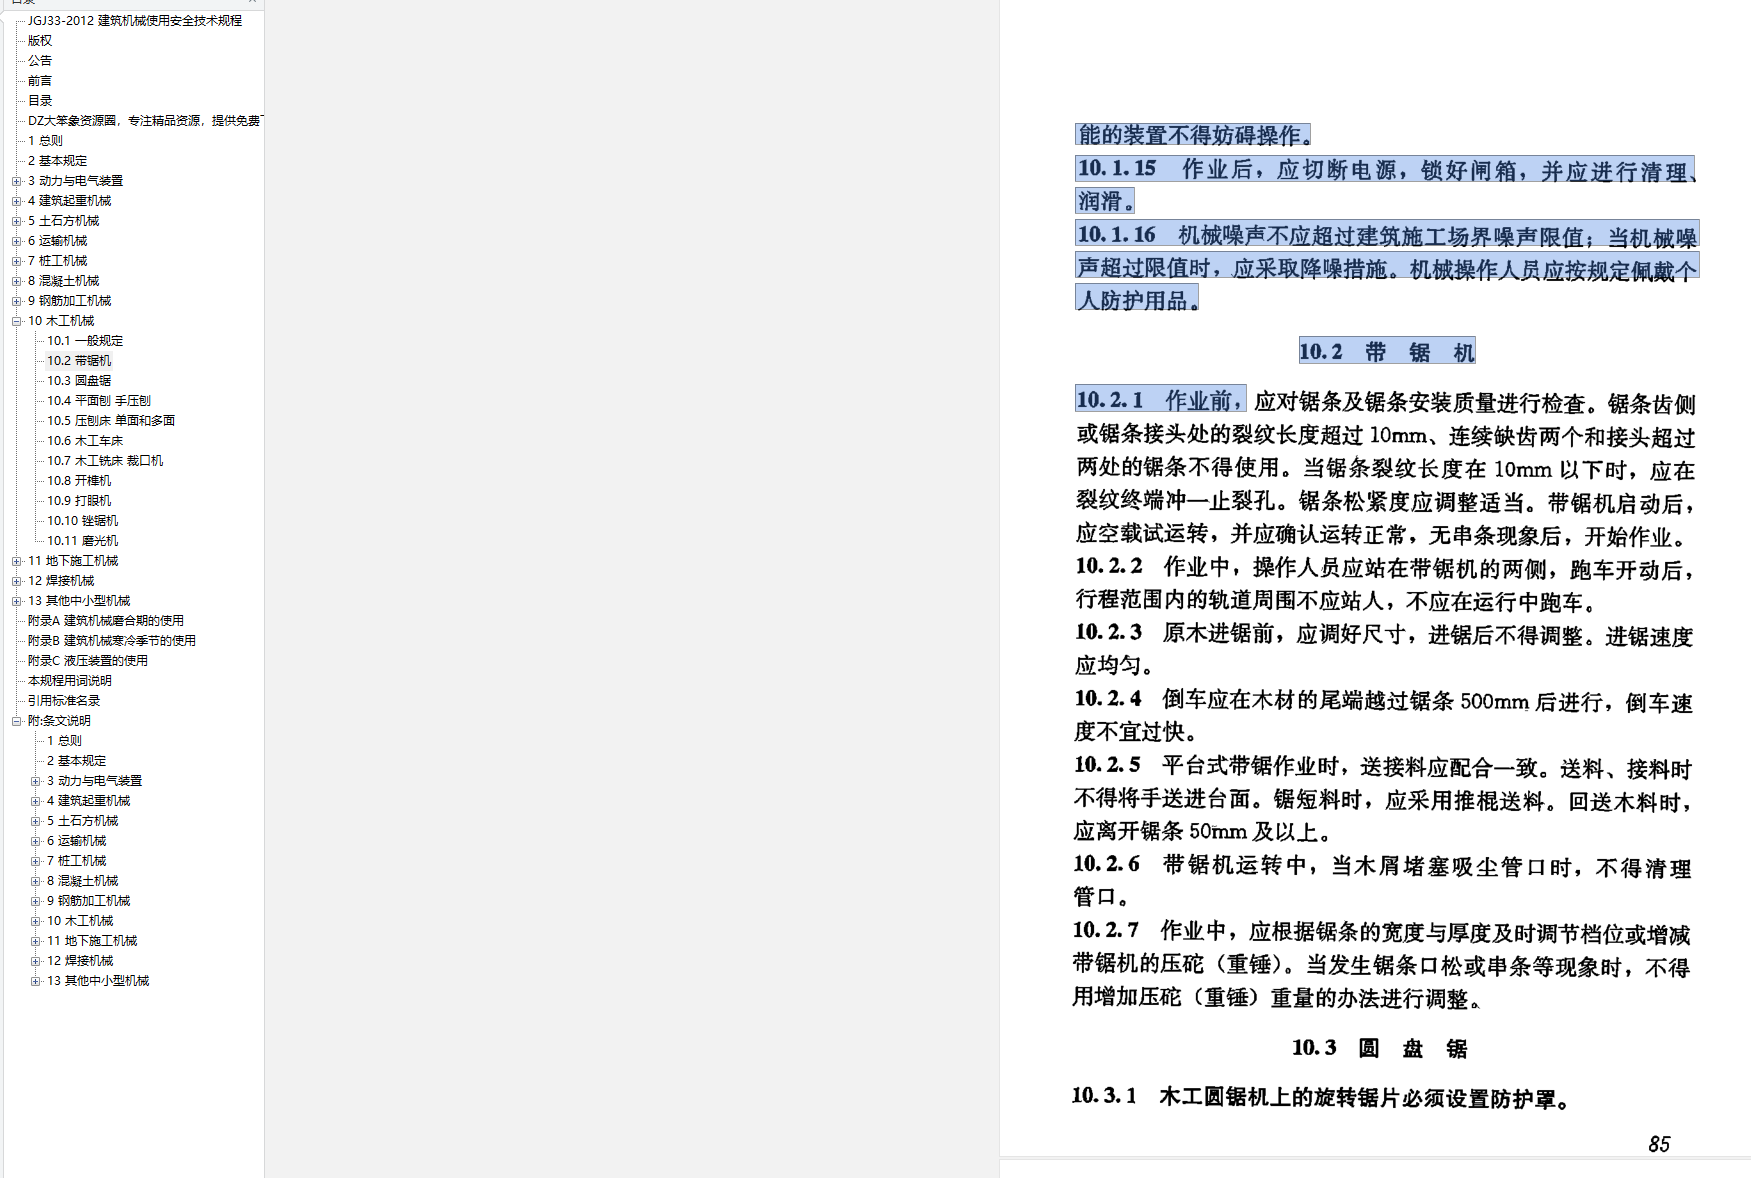 JGJ33-2012 建筑机械使用安全技术规程
版权
公告
前言
目录
DZ大笨象资源圈，专注精品资源，提供免费
1 总则
2 基本规定
3 动力与电气装置
4 建筑起重机械
5 土石方机械
6 运输机械
7 桩工机械
8 混凝土机械
9 钢筋加工机械
10 木工机械
10.1 一般规定
10.2 带锯机
10.3 圆盘锯
10.4 平面刨 手压刨
10.5 压刨床 单面和多面
10.6 木工车床
10.7 木工铣床 裁口机
10.8 开榫机
10.9 打眼机
10.10 锉锯机
10.11 磨光机
11 地下施工机械
12 焊接机械
13 其他中小型机械
附录A 建筑机械磨合期的使用
附录B 建筑机械寒冷季节的使用
附录C 液压装置的使用
本规程用词说明
引用标准名录
附:条文说明
1 总则
2 基本规定
3 动力与电气装置
4 建筑起重机械
5 土石方机械
6 运输机械
7 桩工机械
8 混凝土机械
9 钢筋加工机械
10 木工机械
11 地下施工机械
12 焊接机械
13 其他中小型机械
能的装置不得妨碍操作。
10.1.15 作业后，应切断电源，锁好闸箱，并应进行清理、
润滑。
10.1.16 机械噪声不应超过建筑施工场界噪声限值；当机械噪
声超过限值时，应采取降噪措施。机械操作人员应按规定佩戴个
人防护用品。
10.2 带 锯 机
10.2.1 作业前，应对锯条及锯条安装质量进行检查。锯条齿侧
或锯条接头处的裂纹长度超过 10mm、连续缺齿两个和接头超过
两处的锯条不得使用。当锯条裂纹长度在 10mm 以下时，应在
裂纹终端冲一止裂孔。锯条松紧度应调整适当。带锯机启动后，
应空载试运转，并应确认运转正常，无串条现象后，开始作业。
10.2.2 作业中，操作人员应站在带锯机的两侧，跑车开动后，
行程范围内的轨道周围不应站人，不应在运行中跑车。
10.2.3 原木进锯前，应调好尺寸，进锯后不得调整。进锯速度
应均匀。
10.2.4 倒车应在木材的尾端越过锯条 500mm 后进行，倒车速
度不宜过快。
10.2.5 平台式带锯作业时，送接料应配合一致。送料、接料时
不得将手送进台面。锯短料时，应采用推棍送料。回送木料时，
应离开锯条 50mm 及以上。
10.2.6 带锯机运转中，当木屑堵塞吸尘管口时，不得清理
管口。
10.2.7 作业中，应根据锯条的宽度与厚度及时调节档位或增减
带锯机的压砣（重锤）。当发生锯条口松或串条等现象时，不得
用增加压砣（重锤）重量的办法进行调整。
10.3 圆 盘 锯
10.3.1 木工圆锯机上的旋转锯片必须设置防护罩。
85